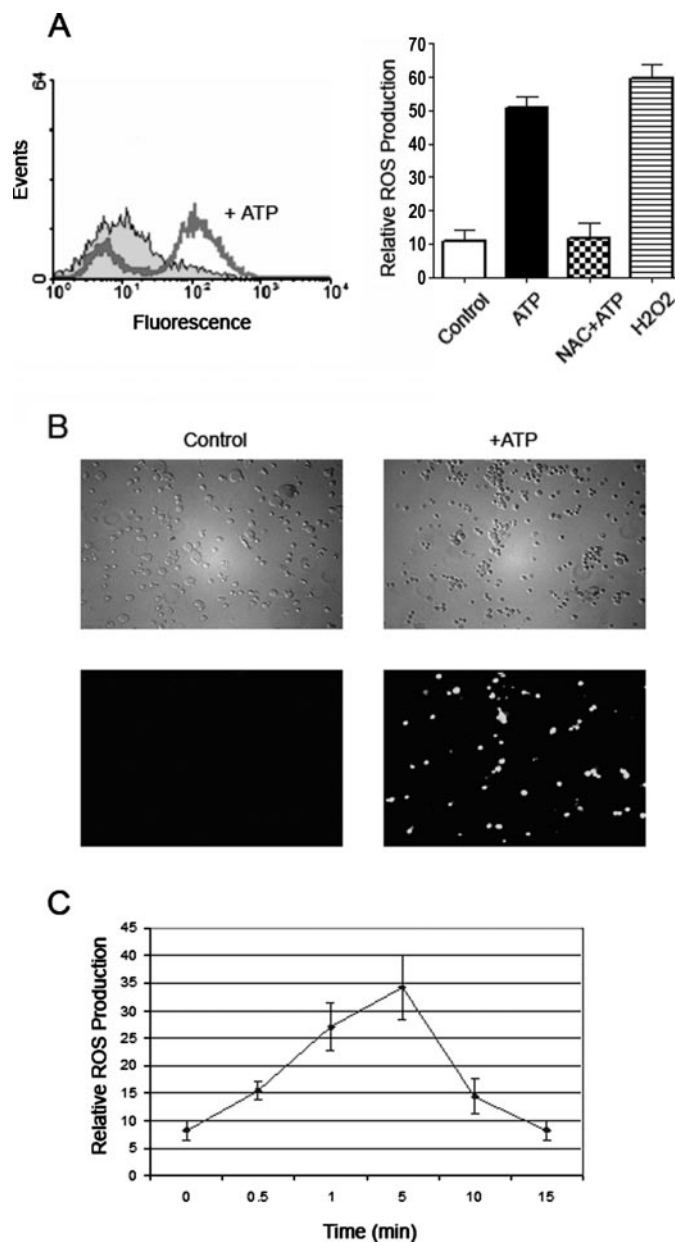 A
64
Events
0
+ ATP
10⁰ 10¹ 10² 10³ 10⁴
Fluorescence
Relative ROS Production
70
60
50
40
30
20
10
0
Control
ATP
NAC+ATP
H2O2
B
Control
+ATP
C
Relative ROS Production
45
40
35
30
25
20
15
10
5
0
0 0.5 1 5 10 15
Time (min)